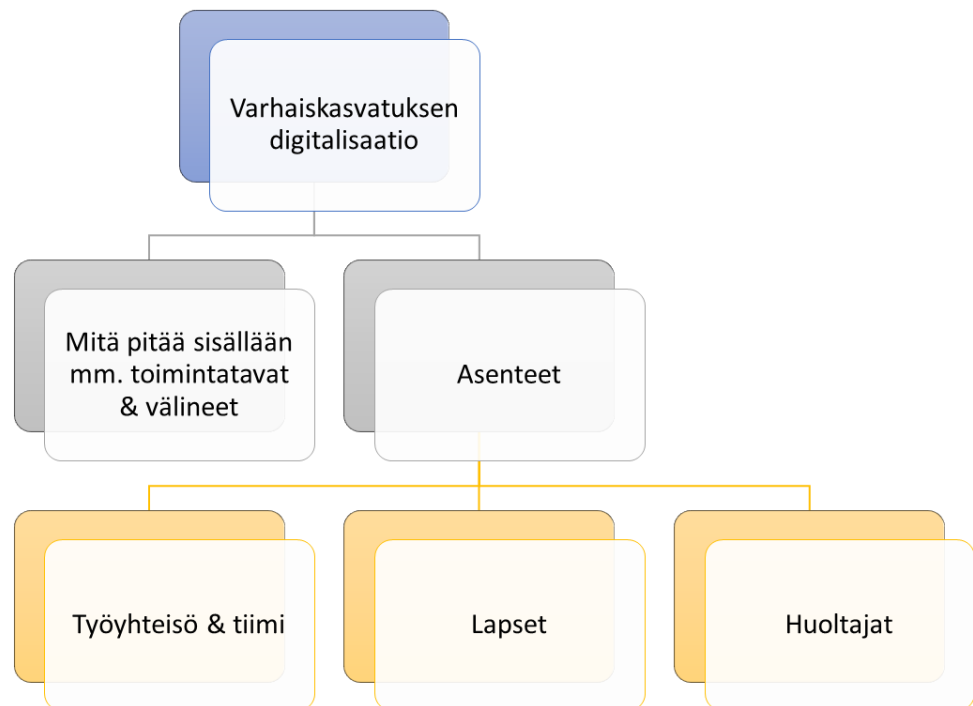 Varhaiskasvatuksen
digitalisaatio
Mitä pitää sisällään
mm. toimintatavat
& välineet
Asenteet
Työyhteisö & tiimi
Lapset
Huoltajat